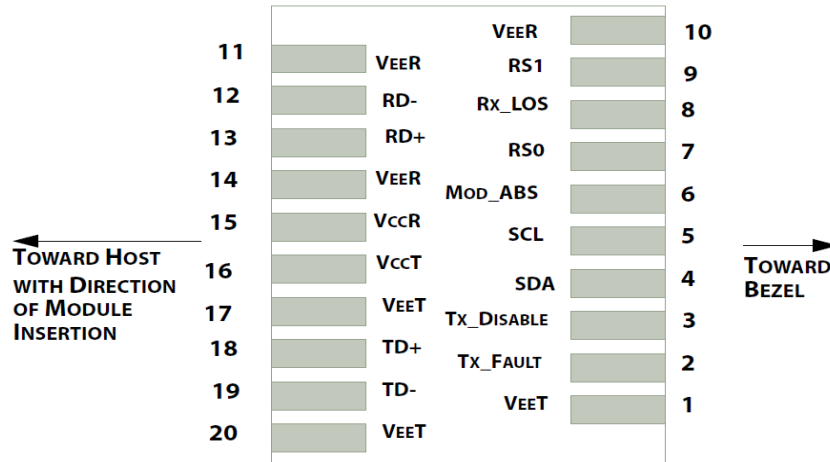 11 VEER VEER 10
12 RD- RS1 9
13 RD+ RX_LOS 8
14 VEER RS0 7
15 VCCR MOD_ABS 6
16 VCCT SCL 5
17 VEET SDA 4
18 TD+ TX_DISABLE 3
19 TD- TX_FAULT 2
20 VEET VEET 1
TOWARD HOST
WITH DIRECTION
OF MODULE
INSERTION
TOWARD
BEZEL